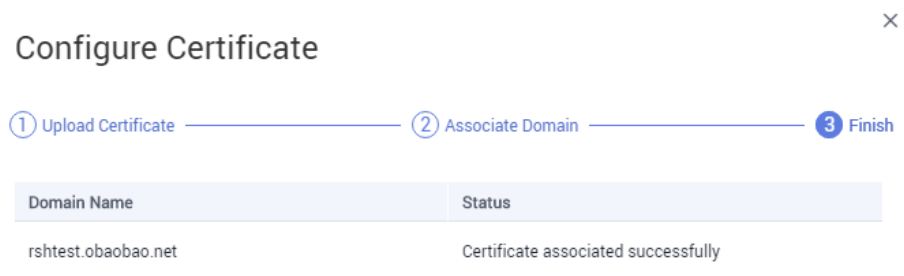 Configure Certificate
1 Upload Certificate 2 Associate Domain 3 Finish
Domain Name Status
rshtest.obaobao.net Certificate associated successfully